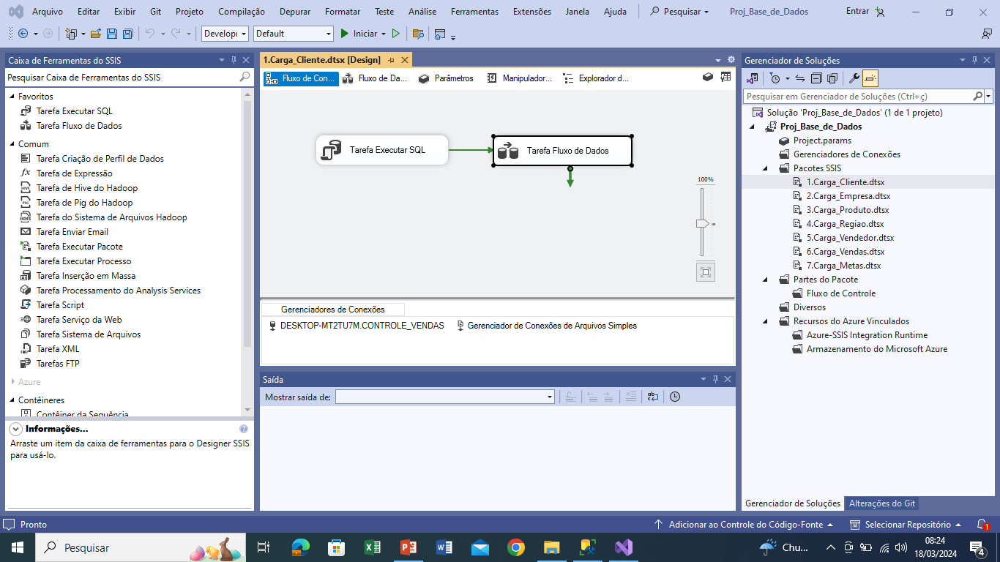 Arquivo Editar Exibir Git Projeto Compilação Depurar Formatar Teste Análise Ferramentas Extensões Janela Ajuda Pesquisar Proj_Base_de_Dados Entrar
Develop Default Iniciar
Caixa de Ferramentas do SSIS
Pesquisar Caixa de Ferramentas do SSIS
Favoritos
Tarefa Executar SQL
Tarefa Fluxo de Dados
Comum
Tarefa Criação de Perfil de Dados
Tarefa de Expressão
Tarefa de Hive do Hadoop
Tarefa de Pig do Hadoop
Tarefa do Sistema de Arquivos Hadoop
Tarefa Enviar Email
Tarefa Executar Pacote
Tarefa Executar Processo
Tarefa Inserção em Massa
Tarefa Processamento do Analysis Services
Tarefa Script
Tarefa Serviço da Web
Tarefa Sistema de Arquivos
Tarefa XML
Tarefas FTP
Azure
Contêineres
Contêiner da Sequência
Informações...
Arraste um item da caixa de ferramentas para o Designer SSIS
para usá-lo.
1.Carga_Cliente.dtsx [Design]
Fluxo de Con... Fluxo de Da... Parâmetros Manipulador... Explorador d...
Tarefa Executar SQL
Tarefa Fluxo de Dados
100%
Gerenciadores de Conexões
DESKTOP-MT2TU7M.CONTROLE_VENDAS Gerenciador de Conexões de Arquivos Simples
Saída
Mostrar saída de:
Gerenciador de Soluções
Pesquisar em Gerenciador de Soluções (Ctrl+ç)
Solução 'Proj_Base_de_Dados' (1 de 1 projeto)
Proj_Base_de_Dados
Project.params
Gerenciadores de Conexões
Pacotes SSIS
1.Carga_Cliente.dtsx
2.Carga_Empresa.dtsx
3.Carga_Produto.dtsx
4.Carga_Regiao.dtsx
5.Carga_Vendedor.dtsx
6.Carga_Vendas.dtsx
7.Carga_Metas.dtsx
Partes do Pacote
Fluxo de Controle
Diversos
Recursos do Azure Vinculados
Azure-SSIS Integration Runtime
Armazenamento do Microsoft Azure
Gerenciador de Soluções Alterações do Git
Pronto Adicionar ao Controle do Código-Fonte Selecionar Repositório 1
Pesquisar Chu... 08:24
18/03/2024 4